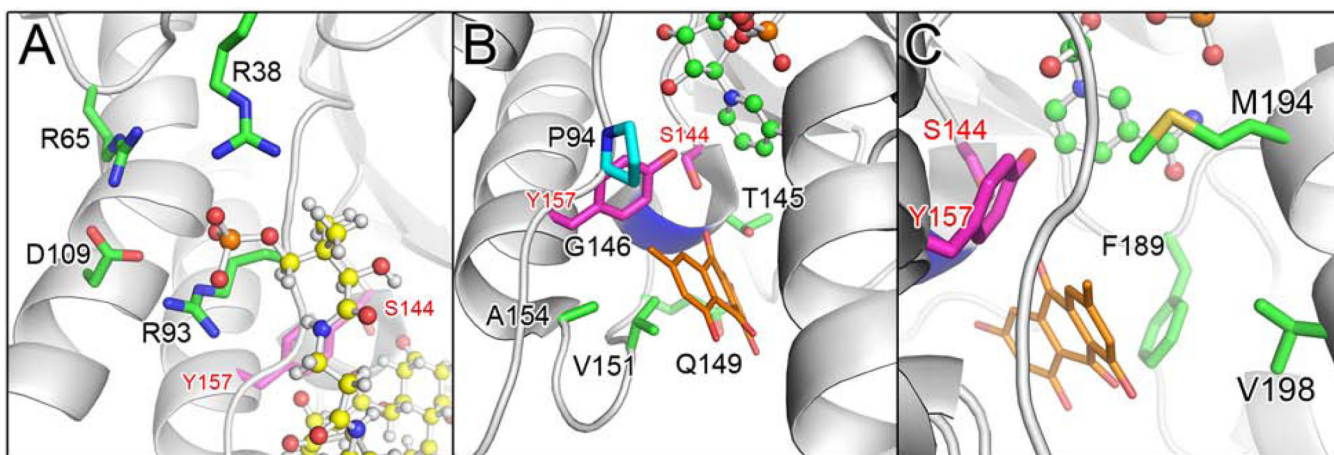 A
R38
R65
D109
R93
S144
Y157
B
P94
S144
Y157
T145
G146
A154
V151
Q149
C
M194
S144
Y157
F189
V198